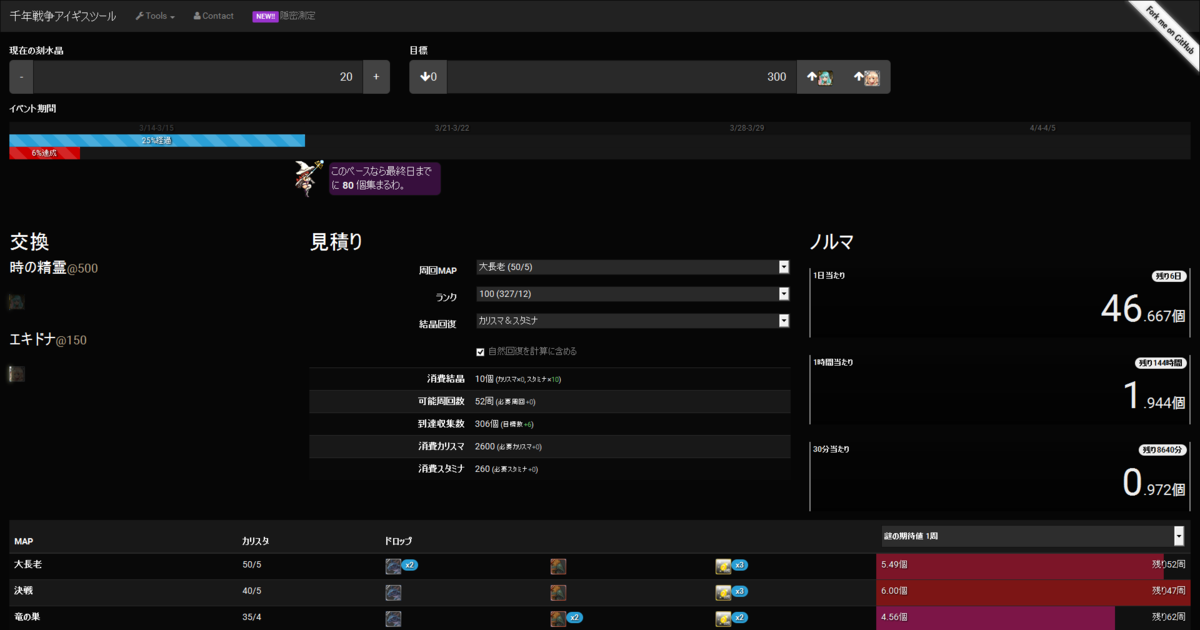 千年戦争アイギスツール Tools Contact NEW!! 隠密測定
Fork me on GitHub
現在の刻水晶 目標
- 20 + 0 300
イベント期間
3/14-3/15 3/21-3/22 3/28-3/29 4/4-4/5
25%経過
6%達成
このペースなら最終日まで
に 80 個集まるわ。
交換 見積り ノルマ
時の精霊@500 周回MAP 大長老 (50/5) 1日当たり 残り6日
ランク 100 (327/12) 46.667個
エキドナ@150 結晶回復 カリスマ&スタミナ
自然回復を計算に含める 1時間当たり 残り144時間
消費結晶 10個 (カリスマ×0,スタミナ×10)
可能周回数 52周 (必要周回+0) 1.944個
到達収集数 306個 (目標数+6)
消費カリスマ 2600 (必要カリスマ+0) 30分当たり 残り8640分
消費スタミナ 260 (必要スタミナ+0)
0.972個
MAP カリスタ ドロップ 謎の期待値 1周
大長老 50/5 x2 x3 5.49個 残り52周
決戦 40/5 x3 6.00個 残り47周
竜の巣 35/4 x2 x2 4.56個 残り62周